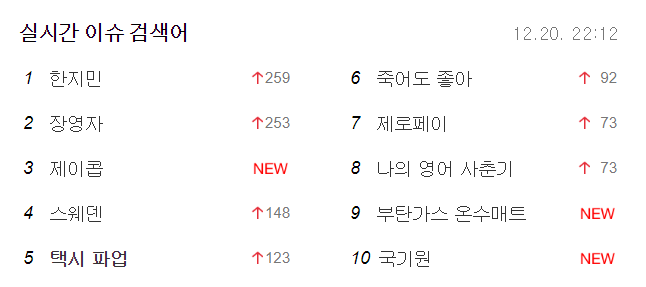 실시간 이슈 검색어 12.20. 22:12
1 한지민 ↑259
2 장영자 ↑253
3 제이콥 NEW
4 스웨덴 ↑148
5 택시 파업 ↑123
6 죽어도 좋아 ↑ 92
7 제로페이 ↑ 73
8 나의 영어 사춘기 ↑ 73
9 부탄가스 온수매트 NEW
10 국기원 NEW